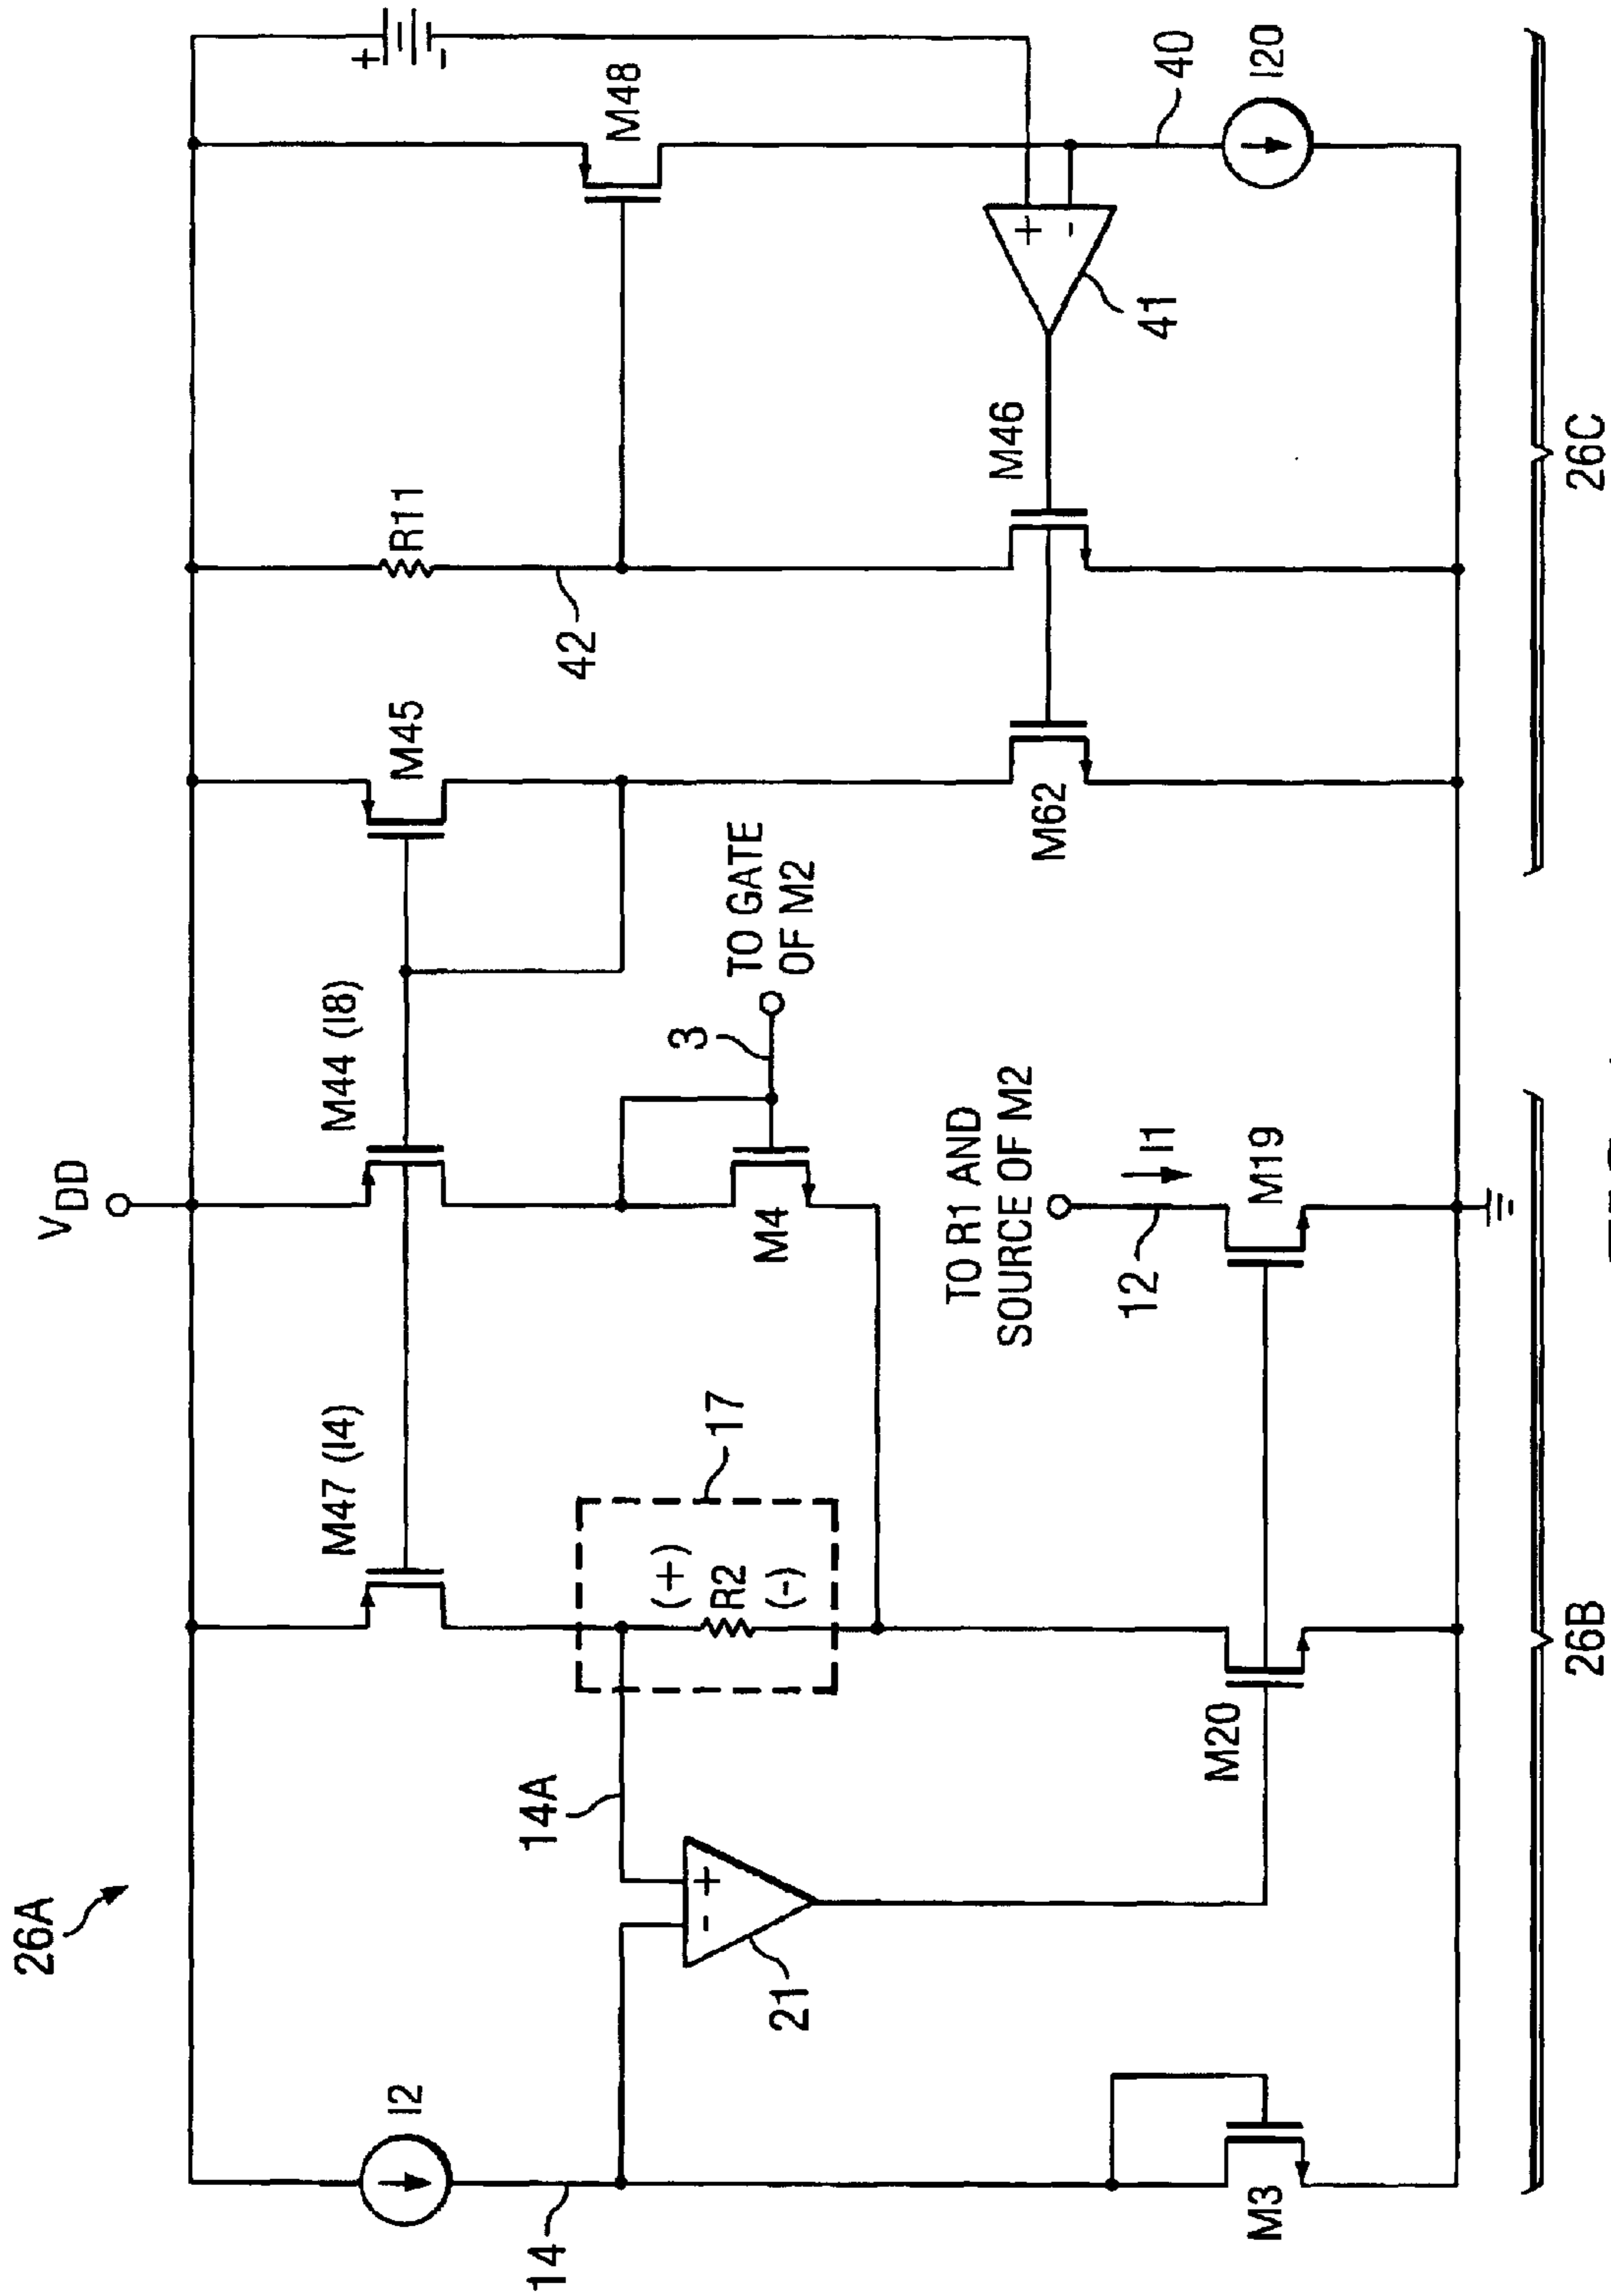 26A
VDD
+
-
I2
M47 (I4)
M44 (I8)
M45
R11
M48
14
14A
(+)
R2
(-)
17
42
-
+
21
3
TO GATE
OF M2
M4
TO R1 AND
SOURCE OF M2
M62
M46
+
-
41
40
12
I1
M3
M20
M19
I20
26B
26C